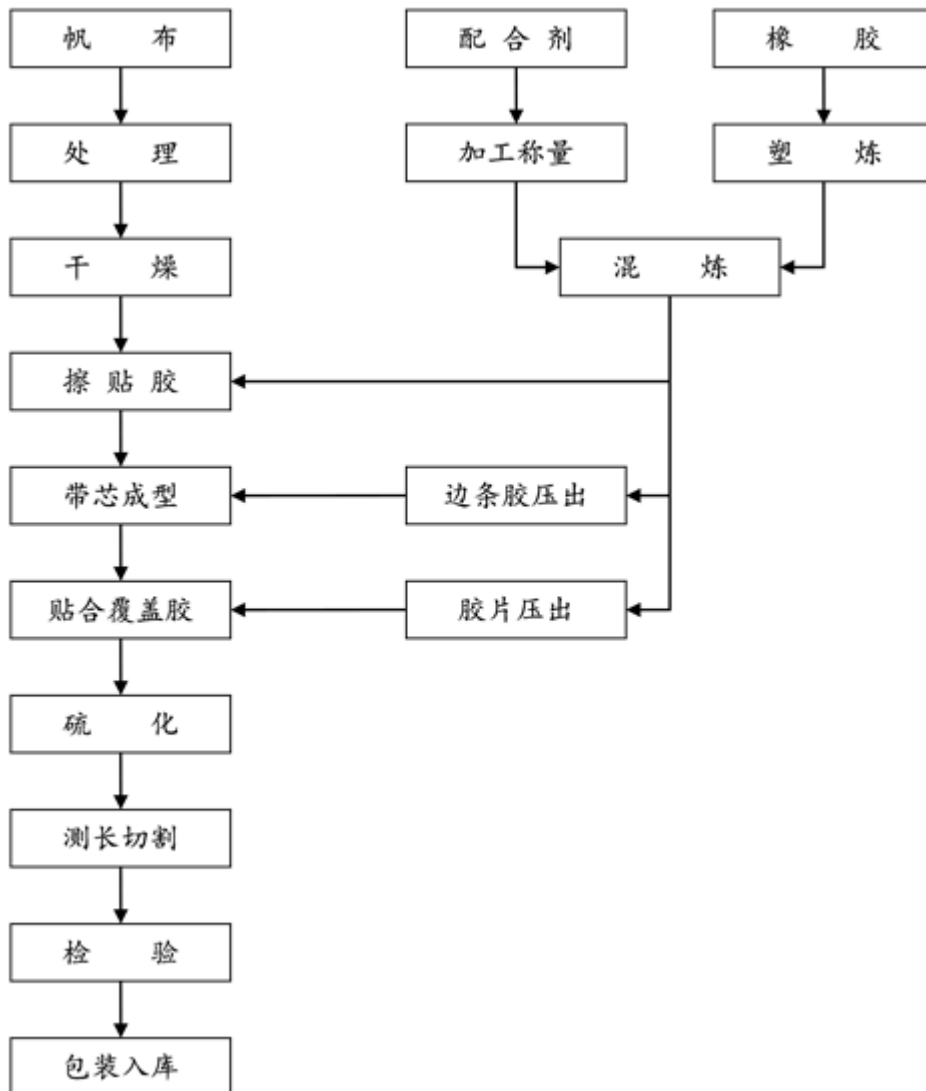 帆 布
配 合 剂
橡 胶
处 理
加工称量
塑 炼
干 燥
混 炼
擦 贴 胶
带芯成型
边条胶压出
贴合覆盖胶
胶片压出
硫 化
测长切割
检 验
包装入库